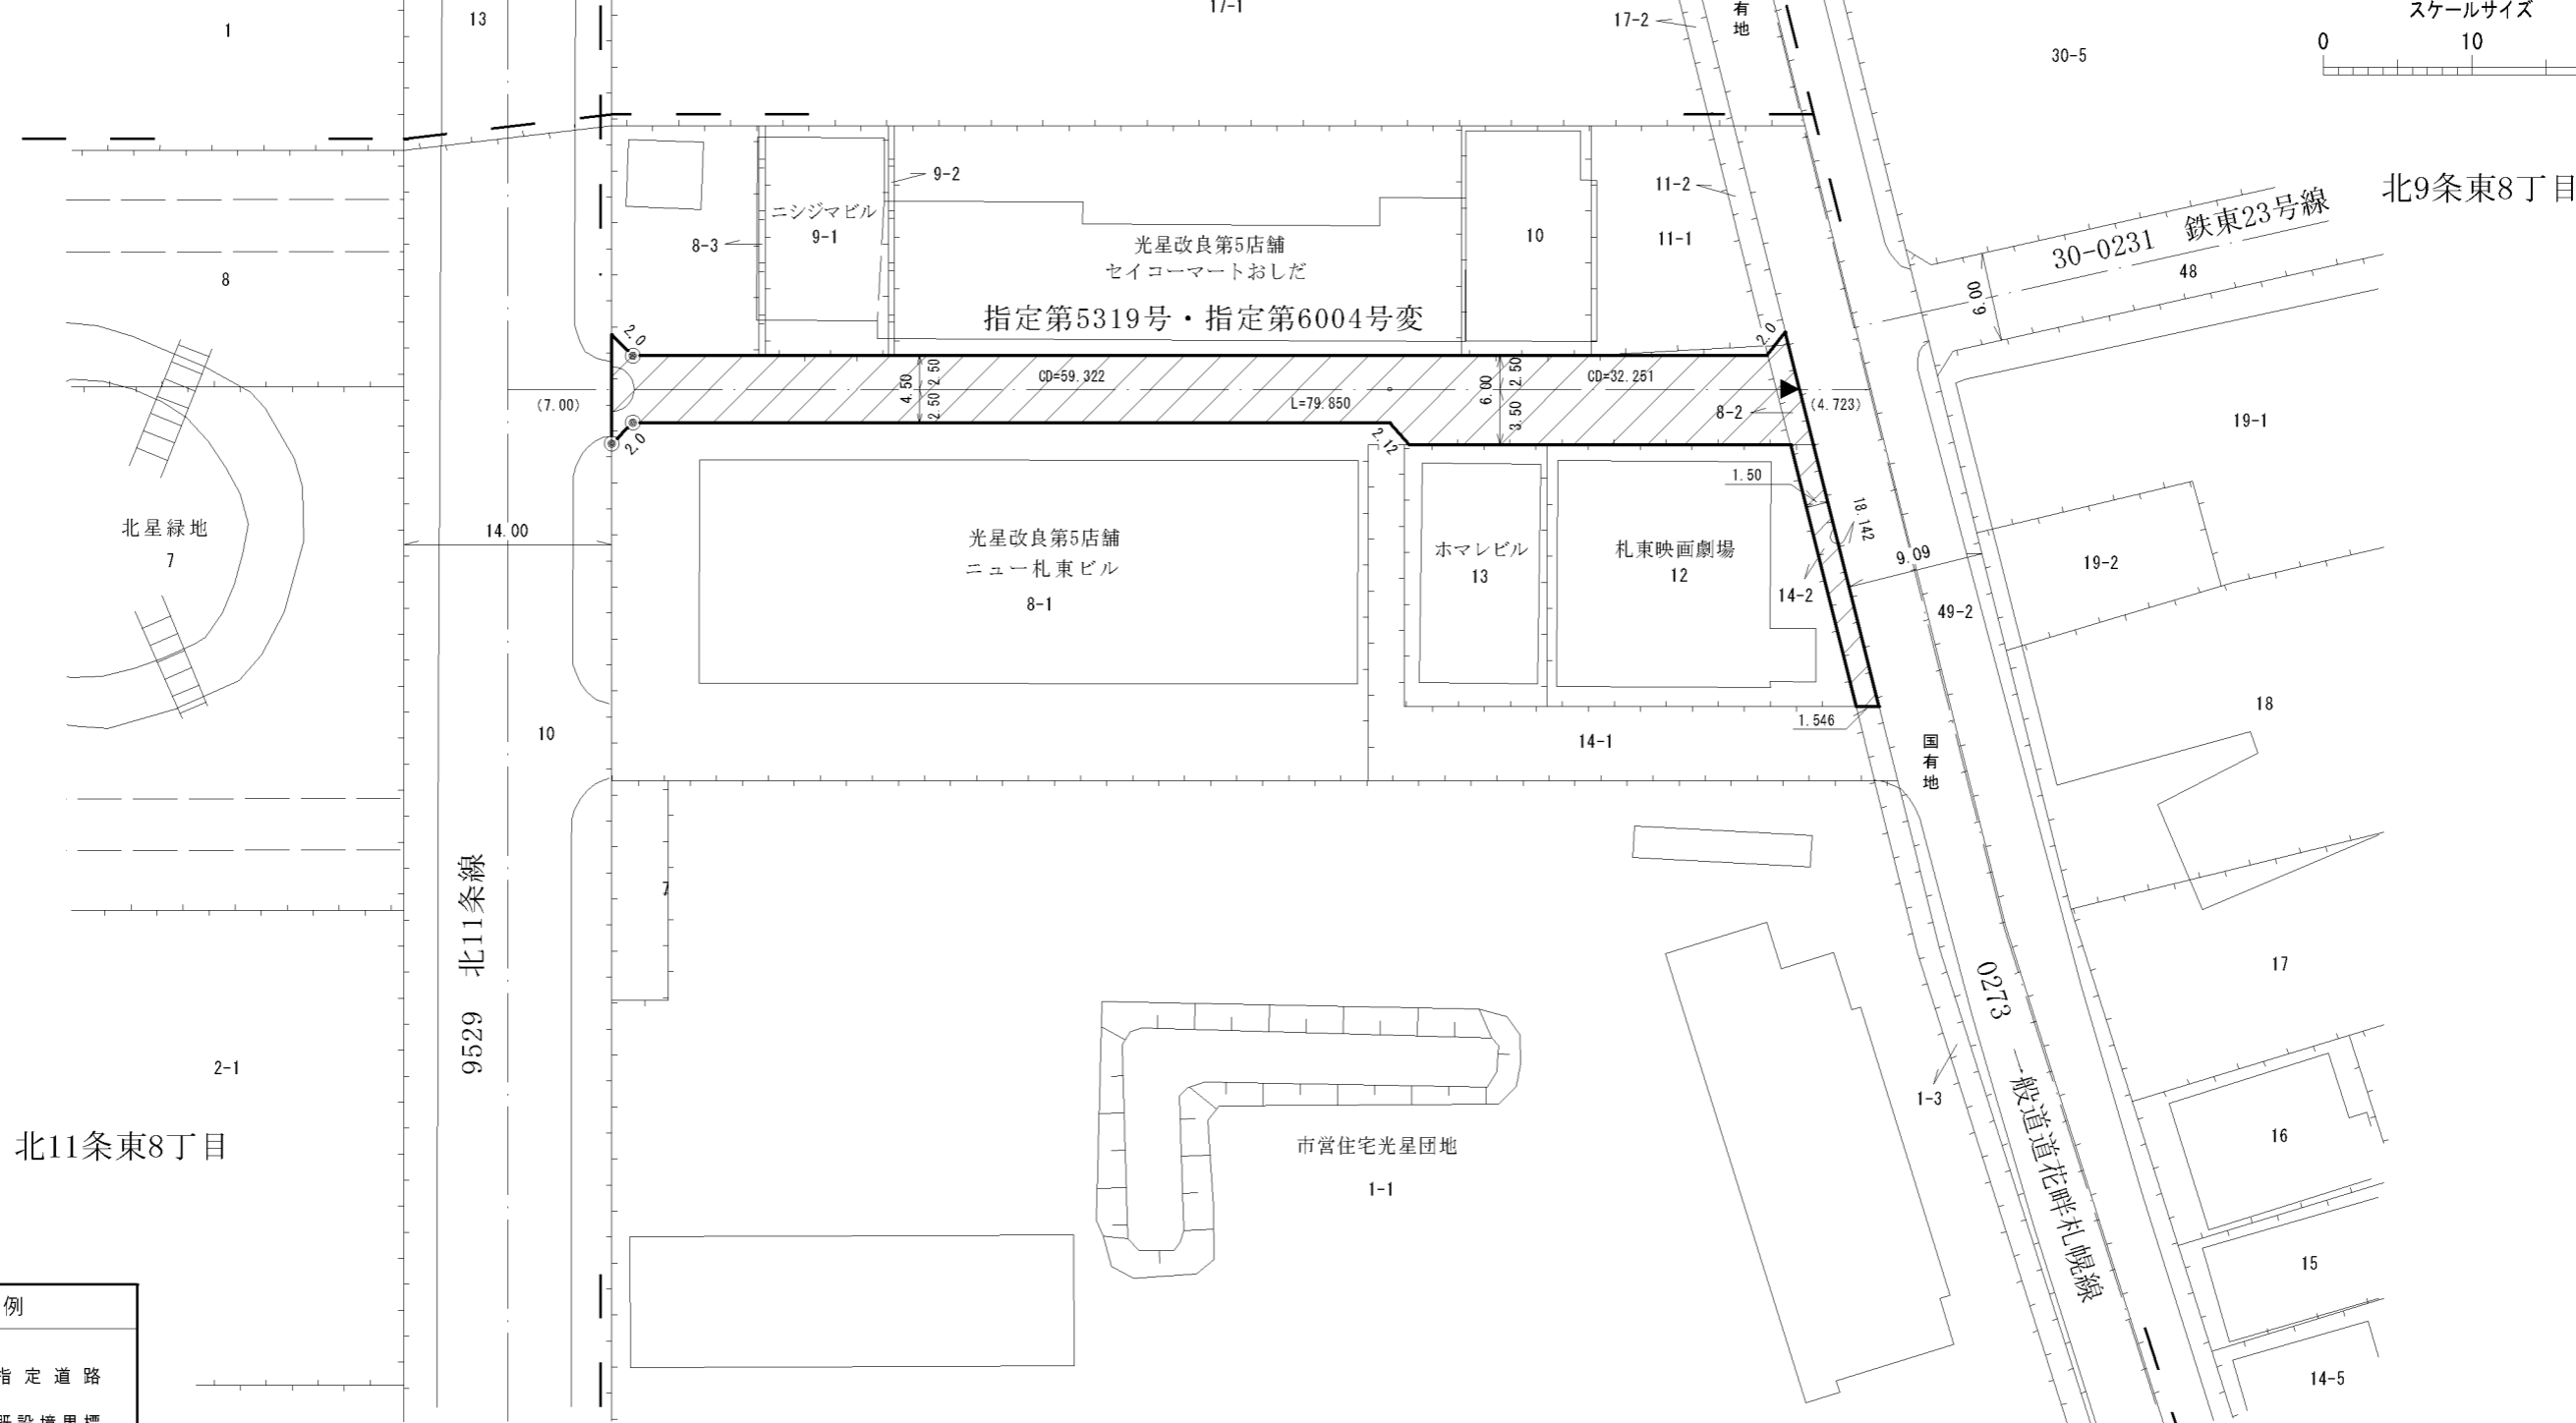 スケールサイズ
0 10
1
13
17-1
17-2
有地
30-5
北9条東8丁目
30-0231 鉄東23号線
48
6.00
9-2
ニシジマビル
9-1
8-3
光星改良第5店舗
セイコーマートおしだ
10
11-2
11-1
8
指定第5319号・指定第6004号変
2.0
2.0
CD=59.322
CD=32.251
4.50
2.50
2.50
L=79.850
6.00
2.50
3.50
8-2
(7.00)
(4.723)
2.0
2.12
19-1
北星緑地
7
14.00
光星改良第5店舗
ニュー札東ビル
8-1
ホマレビル
13
札東映画劇場
12
1.50
18.142
14-2
9.09
49-2
19-2
18
1.546
14-1
10
国有地
7
9529 北11条線
17
0273 一般道道花畔札幌線
2-1
1-3
16
北11条東8丁目
市営住宅光星団地
1-1
15
14-5
例
指定道路
既設境界標